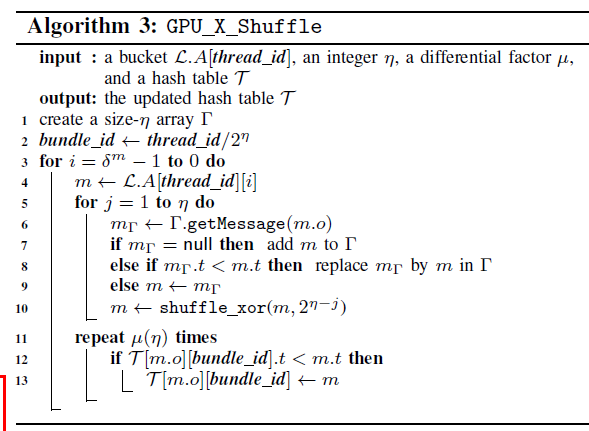 Algorithm 3: GPU_X_Shuffle
input : a bucket 𝓛.A[thread_id], an integer η, a differential factor μ,
and a hash table 𝒯
output: the updated hash table 𝒯
1 create a size-η array Γ
2 bundle_id ← thread_id/2^η
3 for i = δ^m − 1 to 0 do
4 m ← 𝓛.A[thread_id][i]
5 for j = 1 to η do
6 m_Γ ← Γ.getMessage(m.o)
7 if m_Γ = null then add m to Γ
8 else if m_Γ.t < m.t then replace m_Γ by m in Γ
9 else m ← m_Γ
10 m ← shuffle_xor(m, 2^{η−j})
11 repeat μ(η) times
12 if 𝒯[m.o][bundle_id].t < m.t then
13 𝒯[m.o][bundle_id] ← m